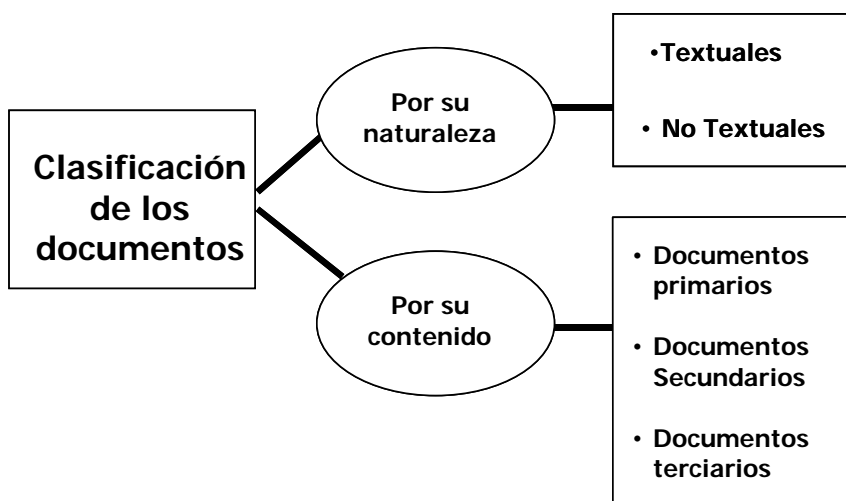 Clasificación
de los
documentos
Por su
naturaleza
•Textuales
• No Textuales
Por su
contenido
• Documentos
primarios
• Documentos
Secundarios
• Documentos
terciarios